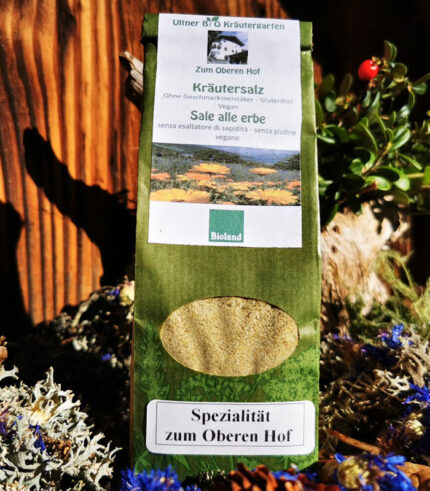 Ultner BiO Kräutergarten
Zum Oberen Hof
Kräutersalz
Ohne Geschmacksverstäker - Glutenfrei
Vegan
Sale alle erbe
senza esaltatore di sapidità - senza glutine
vegano
Bioland
Spezialität
zum Oberen Hof